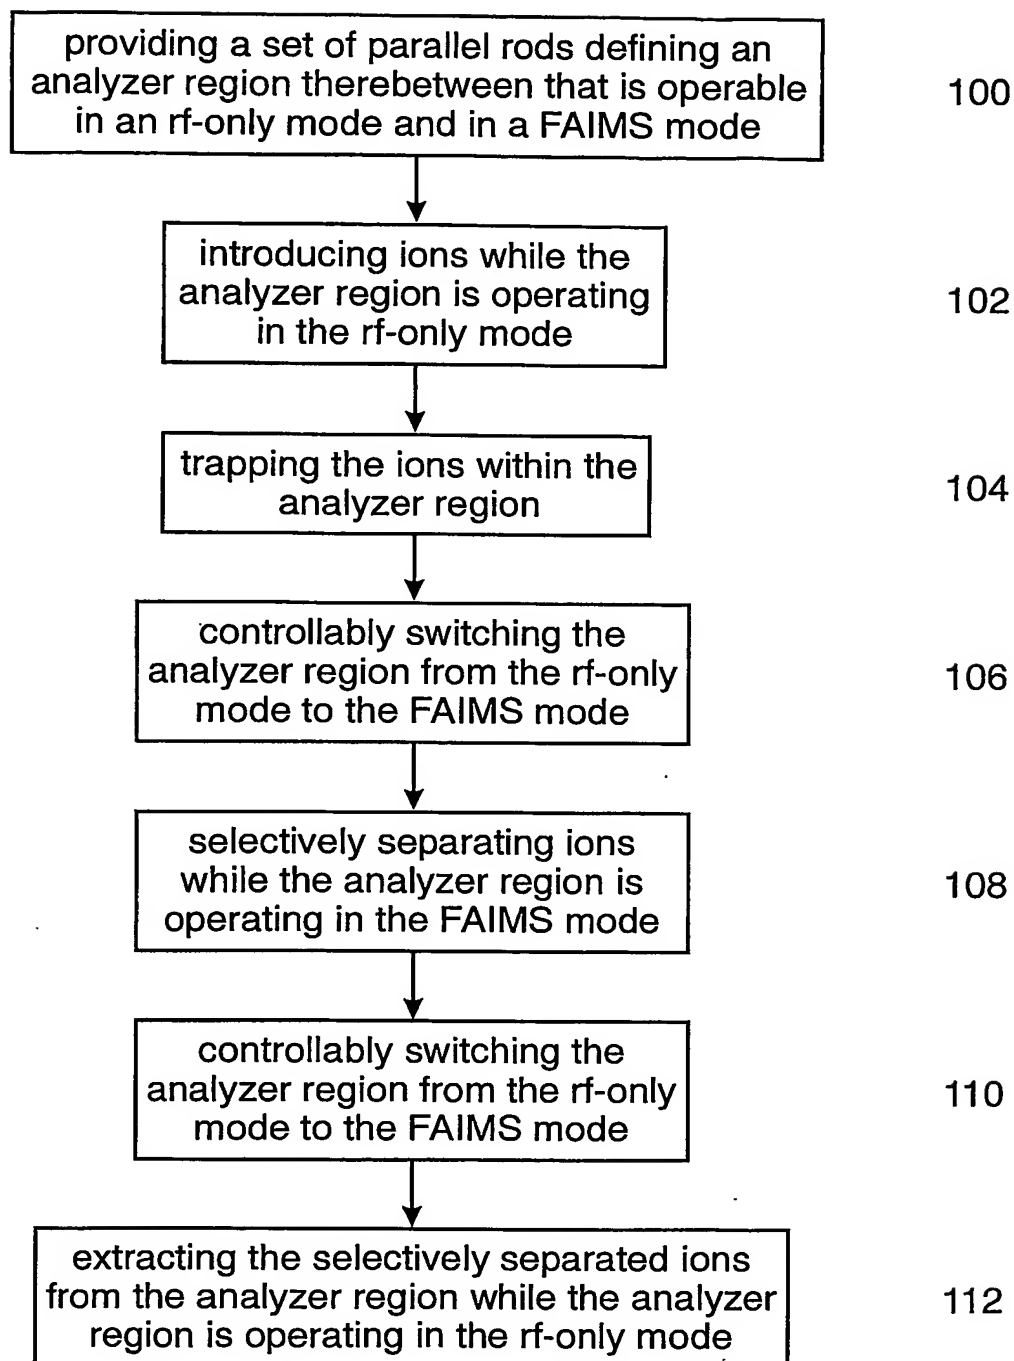 providing a set of parallel rods defining an
analyzer region therebetween that is operable
in an rf-only mode and in a FAIMS mode
100
introducing ions while the
analyzer region is operating
in the rf-only mode
102
trapping the ions within the
analyzer region
104
controllably switching the
analyzer region from the rf-only
mode to the FAIMS mode
106
selectively separating ions
while the analyzer region is
operating in the FAIMS mode
108
controllably switching the
analyzer region from the rf-only
mode to the FAIMS mode
110
extracting the selectively separated ions
from the analyzer region while the analyzer
region is operating in the rf-only mode
112